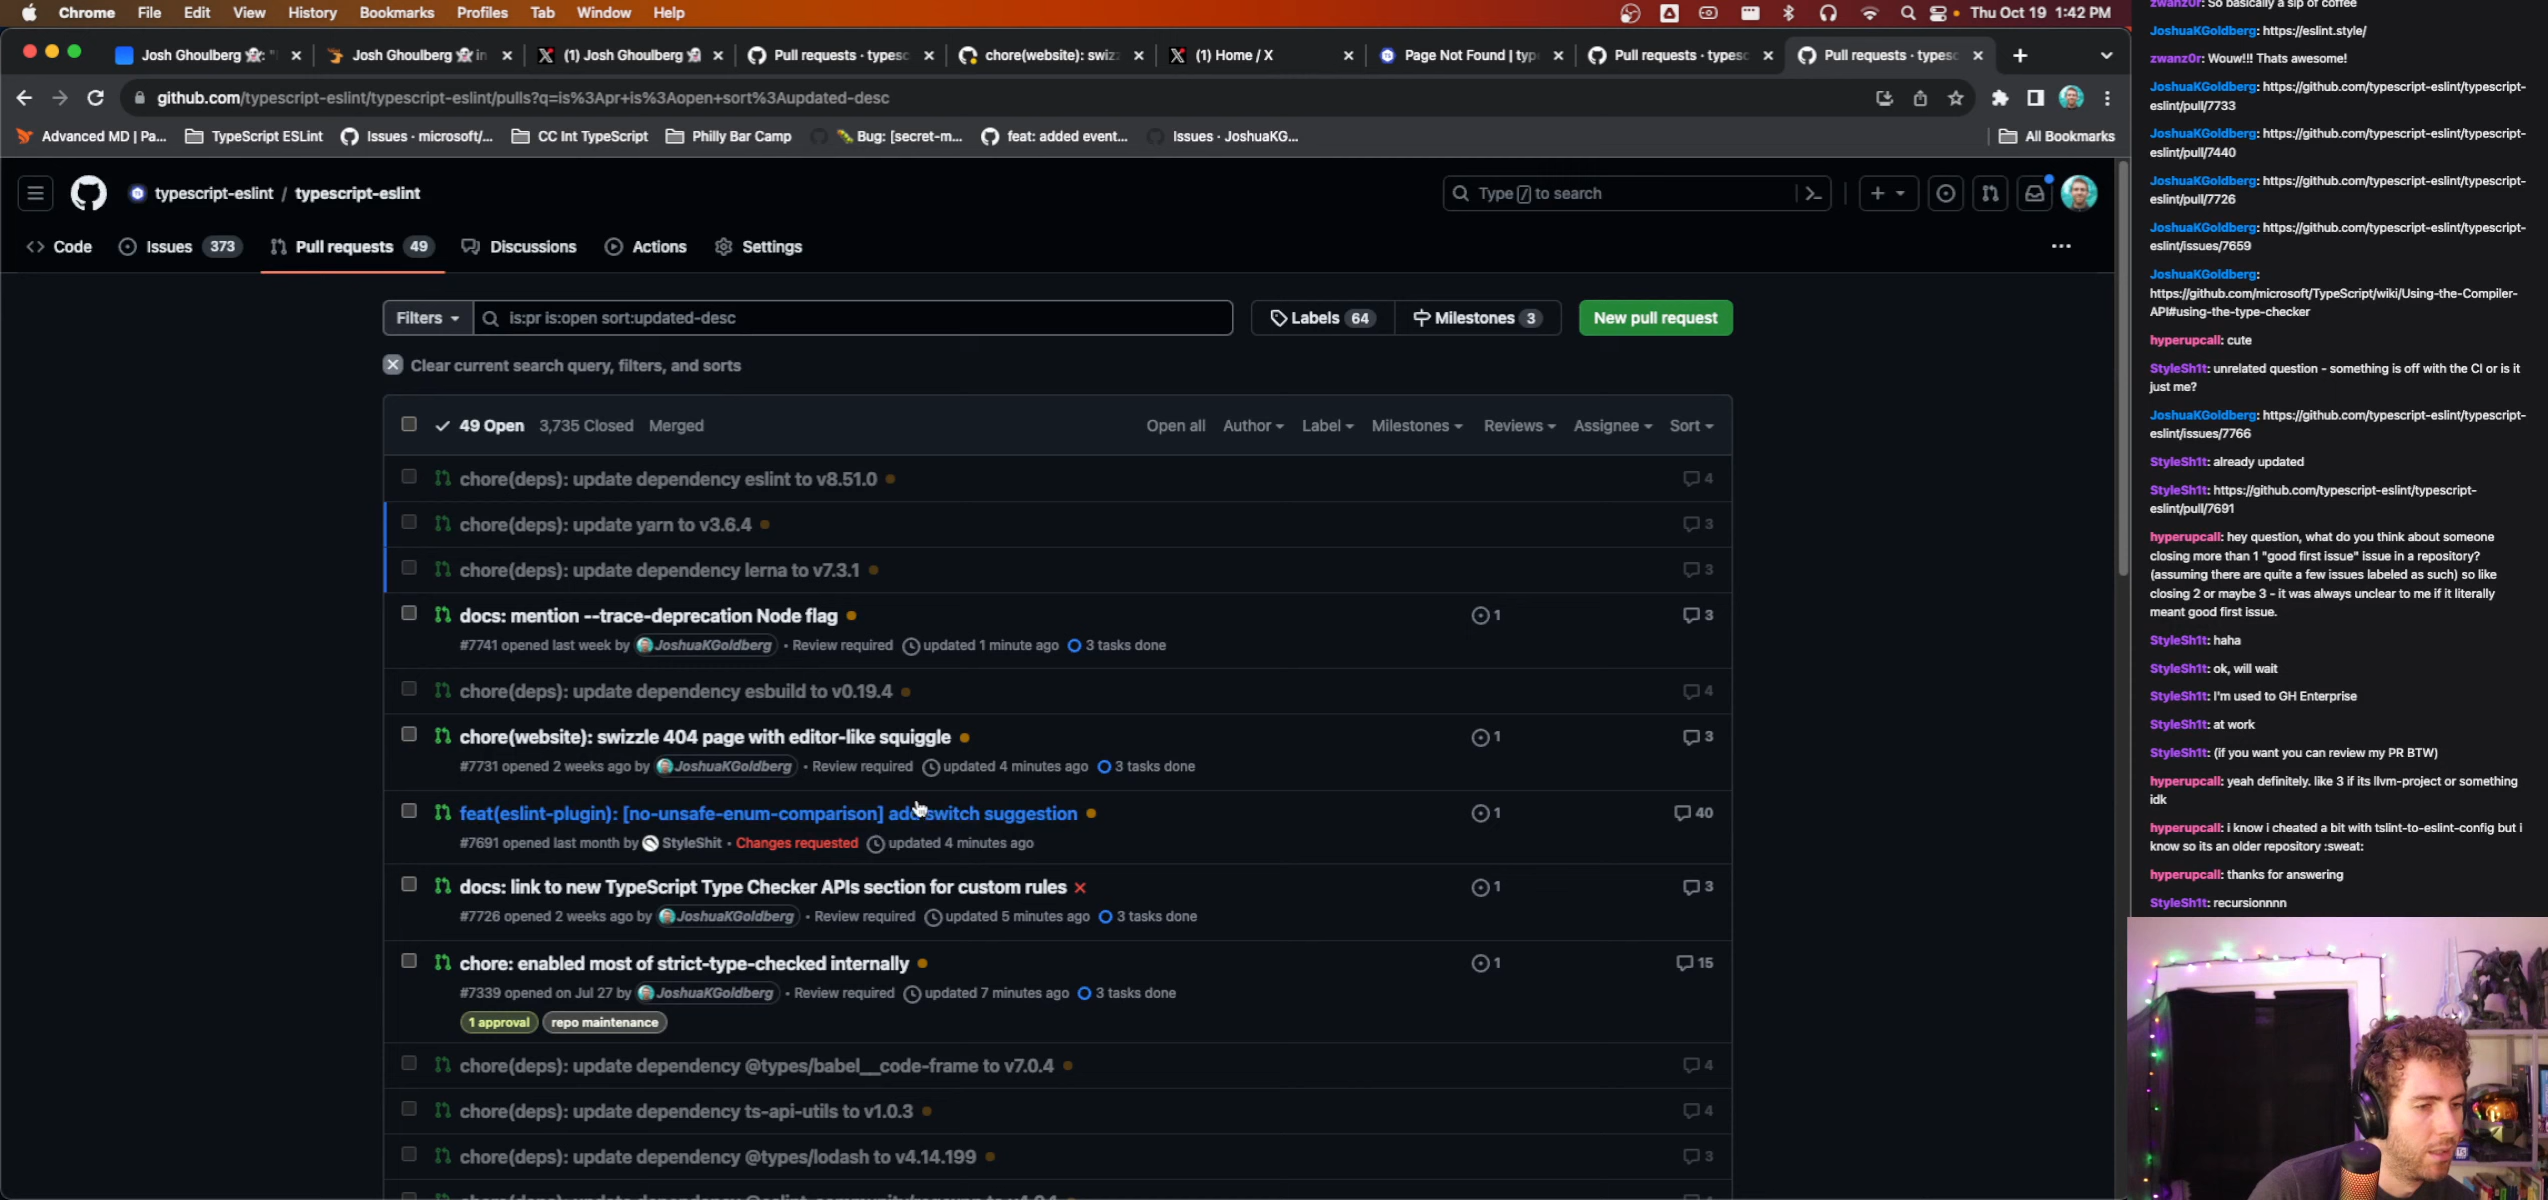 Chrome File Edit View History Bookmarks Profiles Tab Window Help
Thu Oct 19 1:42 PM
Josh Ghoulberg 👻: "
Josh Ghoulberg 👻 in
(1) Josh Ghoulberg 👻
Pull requests · typesc
chore(website): swizz
(1) Home / X
Page Not Found | typ
Pull requests · typesc
Pull requests · typesc
github.com/typescript-eslint/typescript-eslint/pulls?q=is%3Apr+is%3Aopen+sort%3Aupdated-desc
Advanced MD | Pa...
TypeScript ESLint
Issues · microsoft/...
CC Int TypeScript
Philly Bar Camp
Bug: [secret-m...
feat: added event...
Issues · JoshuaKG...
All Bookmarks
typescript-eslint / typescript-eslint
Type / to search
Code
Issues 373
Pull requests 49
Discussions
Actions
Settings
Filters
is:pr is:open sort:updated-desc
Labels 64
Milestones 3
New pull request
Clear current search query, filters, and sorts
49 Open 3,735 Closed Merged
Open all Author Label Milestones Reviews Assignee Sort
chore(deps): update dependency eslint to v8.51.0 4
chore(deps): update yarn to v3.6.4 3
chore(deps): update dependency lerna to v7.3.1 3
docs: mention --trace-deprecation Node flag 1 3
#7741 opened last week by JoshuaKGoldberg • Review required updated 1 minute ago 3 tasks done
chore(deps): update dependency esbuild to v0.19.4 4
chore(website): swizzle 404 page with editor-like squiggle 1 3
#7731 opened 2 weeks ago by JoshuaKGoldberg • Review required updated 4 minutes ago 3 tasks done
feat(eslint-plugin): [no-unsafe-enum-comparison] add switch suggestion 1 40
#7691 opened last month by StyleShit • Changes requested updated 4 minutes ago
docs: link to new TypeScript Type Checker APIs section for custom rules 1 3
#7726 opened 2 weeks ago by JoshuaKGoldberg • Review required updated 5 minutes ago 3 tasks done
chore: enabled most of strict-type-checked internally 1 15
#7339 opened on Jul 27 by JoshuaKGoldberg • Review required updated 7 minutes ago 3 tasks done
1 approval repo maintenance
chore(deps): update dependency @types/babel__code-frame to v7.0.4 4
chore(deps): update dependency ts-api-utils to v1.0.3 4
chore(deps): update dependency @types/lodash to v4.14.199 3
zwanz0r: So basically a sip of coffee
JoshuaKGoldberg: https://eslint.style/
zwanz0r: Wouw!!! Thats awesome!
JoshuaKGoldberg: https://github.com/typescript-eslint/typescript-
eslint/pull/7733
JoshuaKGoldberg: https://github.com/typescript-eslint/typescript-
eslint/pull/7440
JoshuaKGoldberg: https://github.com/typescript-eslint/typescript-
eslint/pull/7726
JoshuaKGoldberg: https://github.com/typescript-eslint/typescript-
eslint/issues/7659
JoshuaKGoldberg:
https://github.com/microsoft/TypeScript/wiki/Using-the-Compiler-
API#using-the-type-checker
hyperupcall: cute
StyleSh1t: unrelated question - something is off with the CI or is it
just me?
JoshuaKGoldberg: https://github.com/typescript-eslint/typescript-
eslint/issues/7766
StyleSh1t: already updated
StyleSh1t: https://github.com/typescript-eslint/typescript-
eslint/pull/7691
hyperupcall: hey question, what do you think about someone
closing more than 1 "good first issue" issue in a repository?
(assuming there are quite a few issues labeled as such) so like
closing 2 or maybe 3 - it was always unclear to me if it literally
meant good first issue.
StyleSh1t: haha
StyleSh1t: ok, will wait
StyleSh1t: I'm used to GH Enterprise
StyleSh1t: at work
StyleSh1t: (if you want you can review my PR BTW)
hyperupcall: yeah definitely. like 3 if its llvm-project or something
idk
hyperupcall: i know i cheated a bit with tslint-to-eslint-config but i
know so its an older repository :sweat:
hyperupcall: thanks for answering
StyleSh1t: recursionnnn